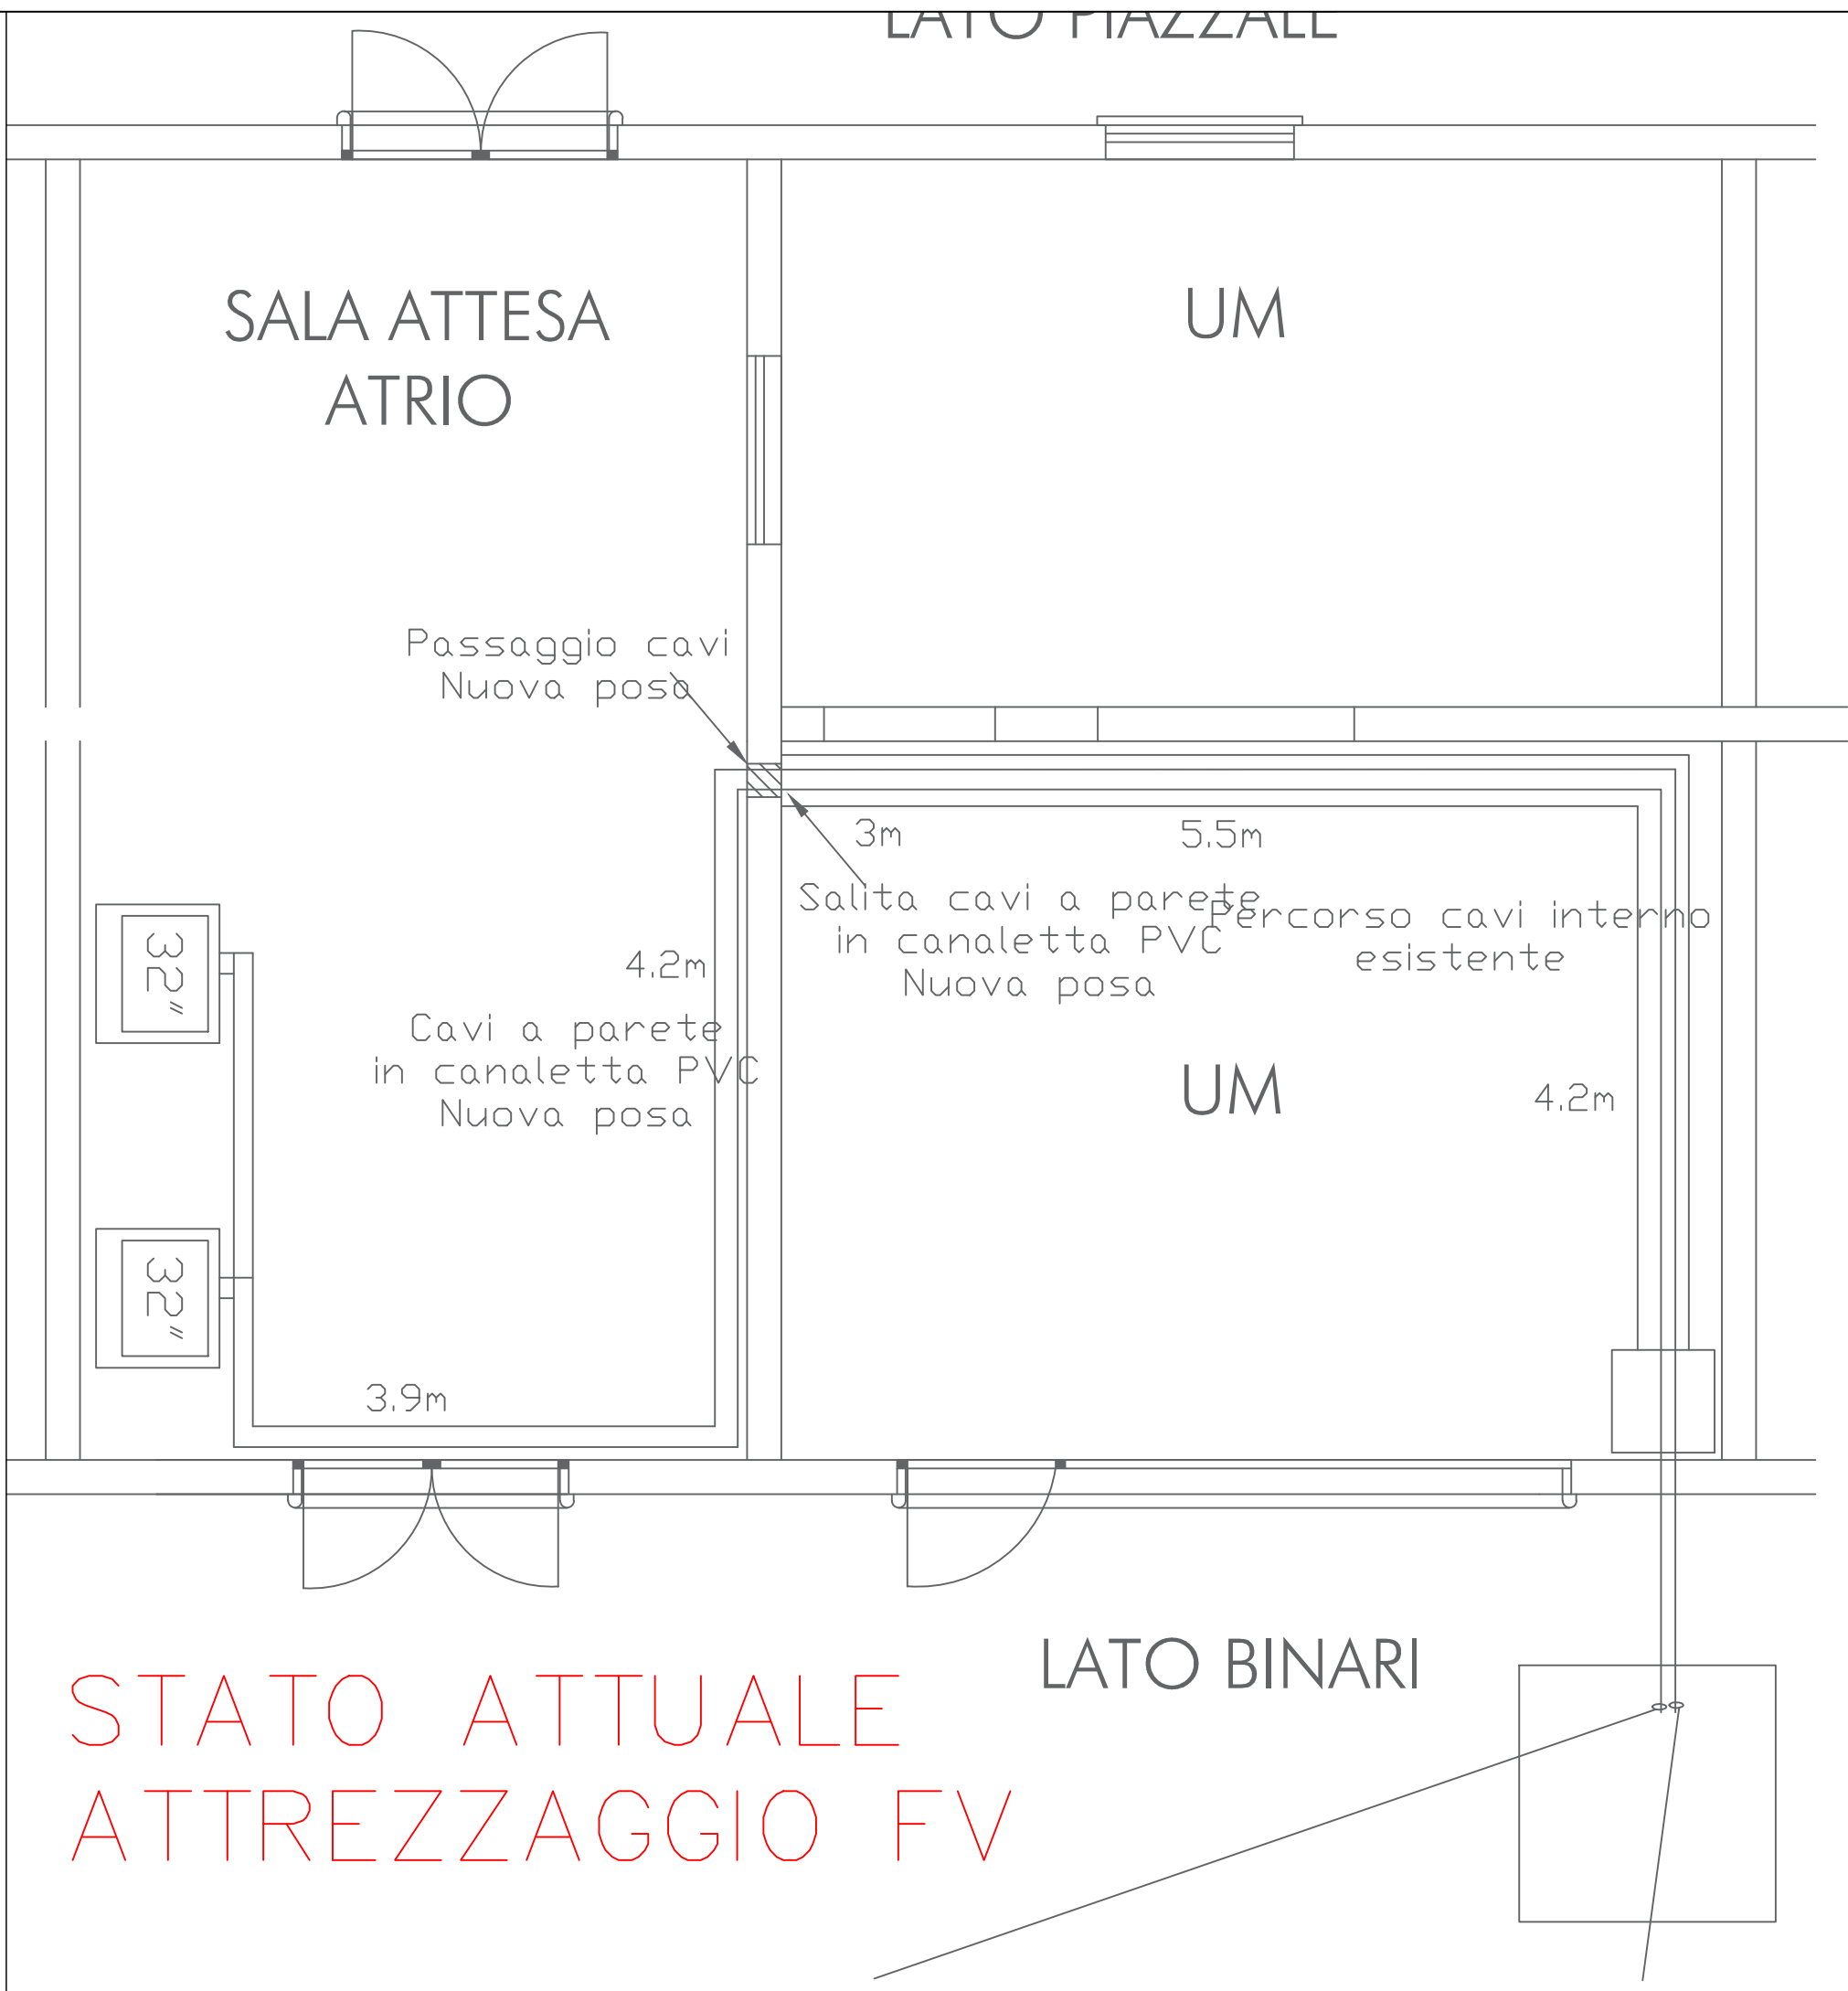 LATO PIAZZALE
SALA ATTESA
ATRIO
UM
Passaggio cavi
Nuova posa
3m
5.5m
Salita cavi a parete
in canaletta PVC
Nuova posa
Percorso cavi interno
esistente
32"
4.2m
Cavi a parete
in canaletta PVC
Nuova posa
UM
4.2m
32"
3.9m
LATO BINARI
STATO ATTUALE
ATTREZZAGGIO FV